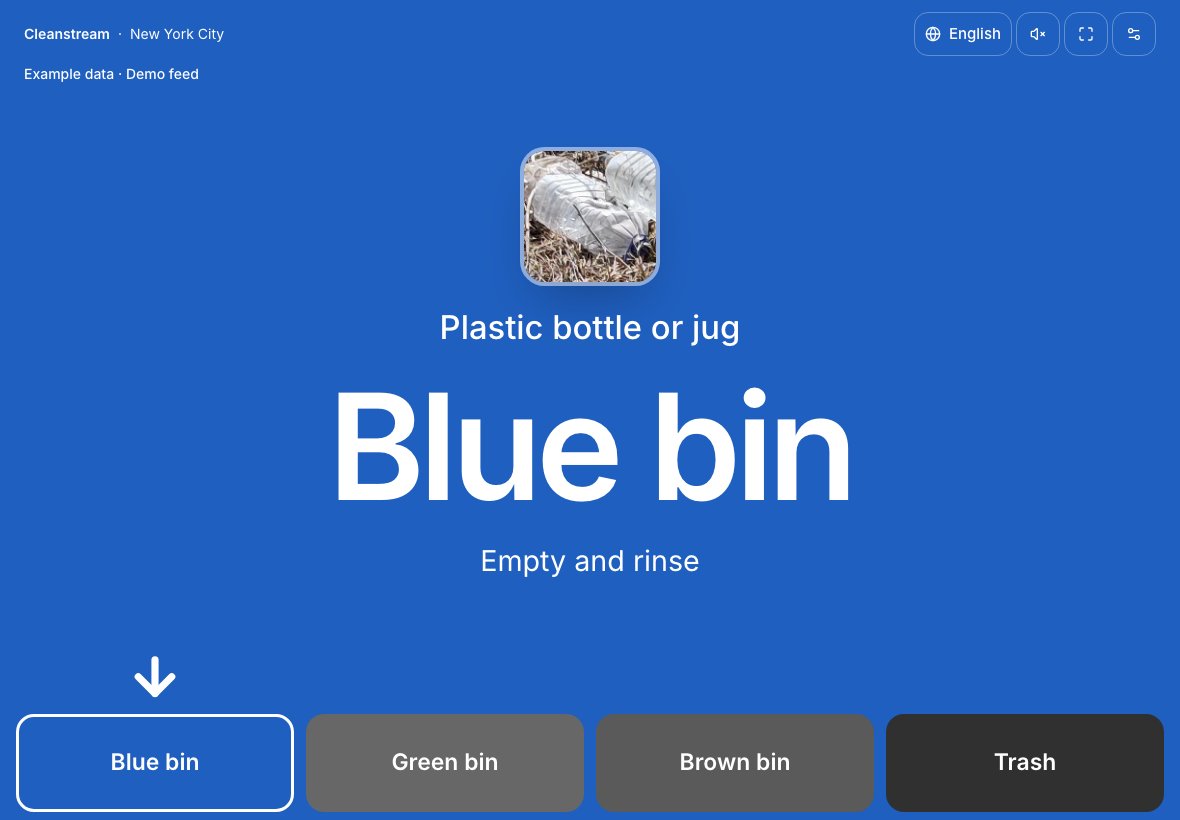 Cleanstream · New York City
English
Example data · Demo feed
Plastic bottle or jug
Blue bin
Empty and rinse
Blue bin
Green bin
Brown bin
Trash